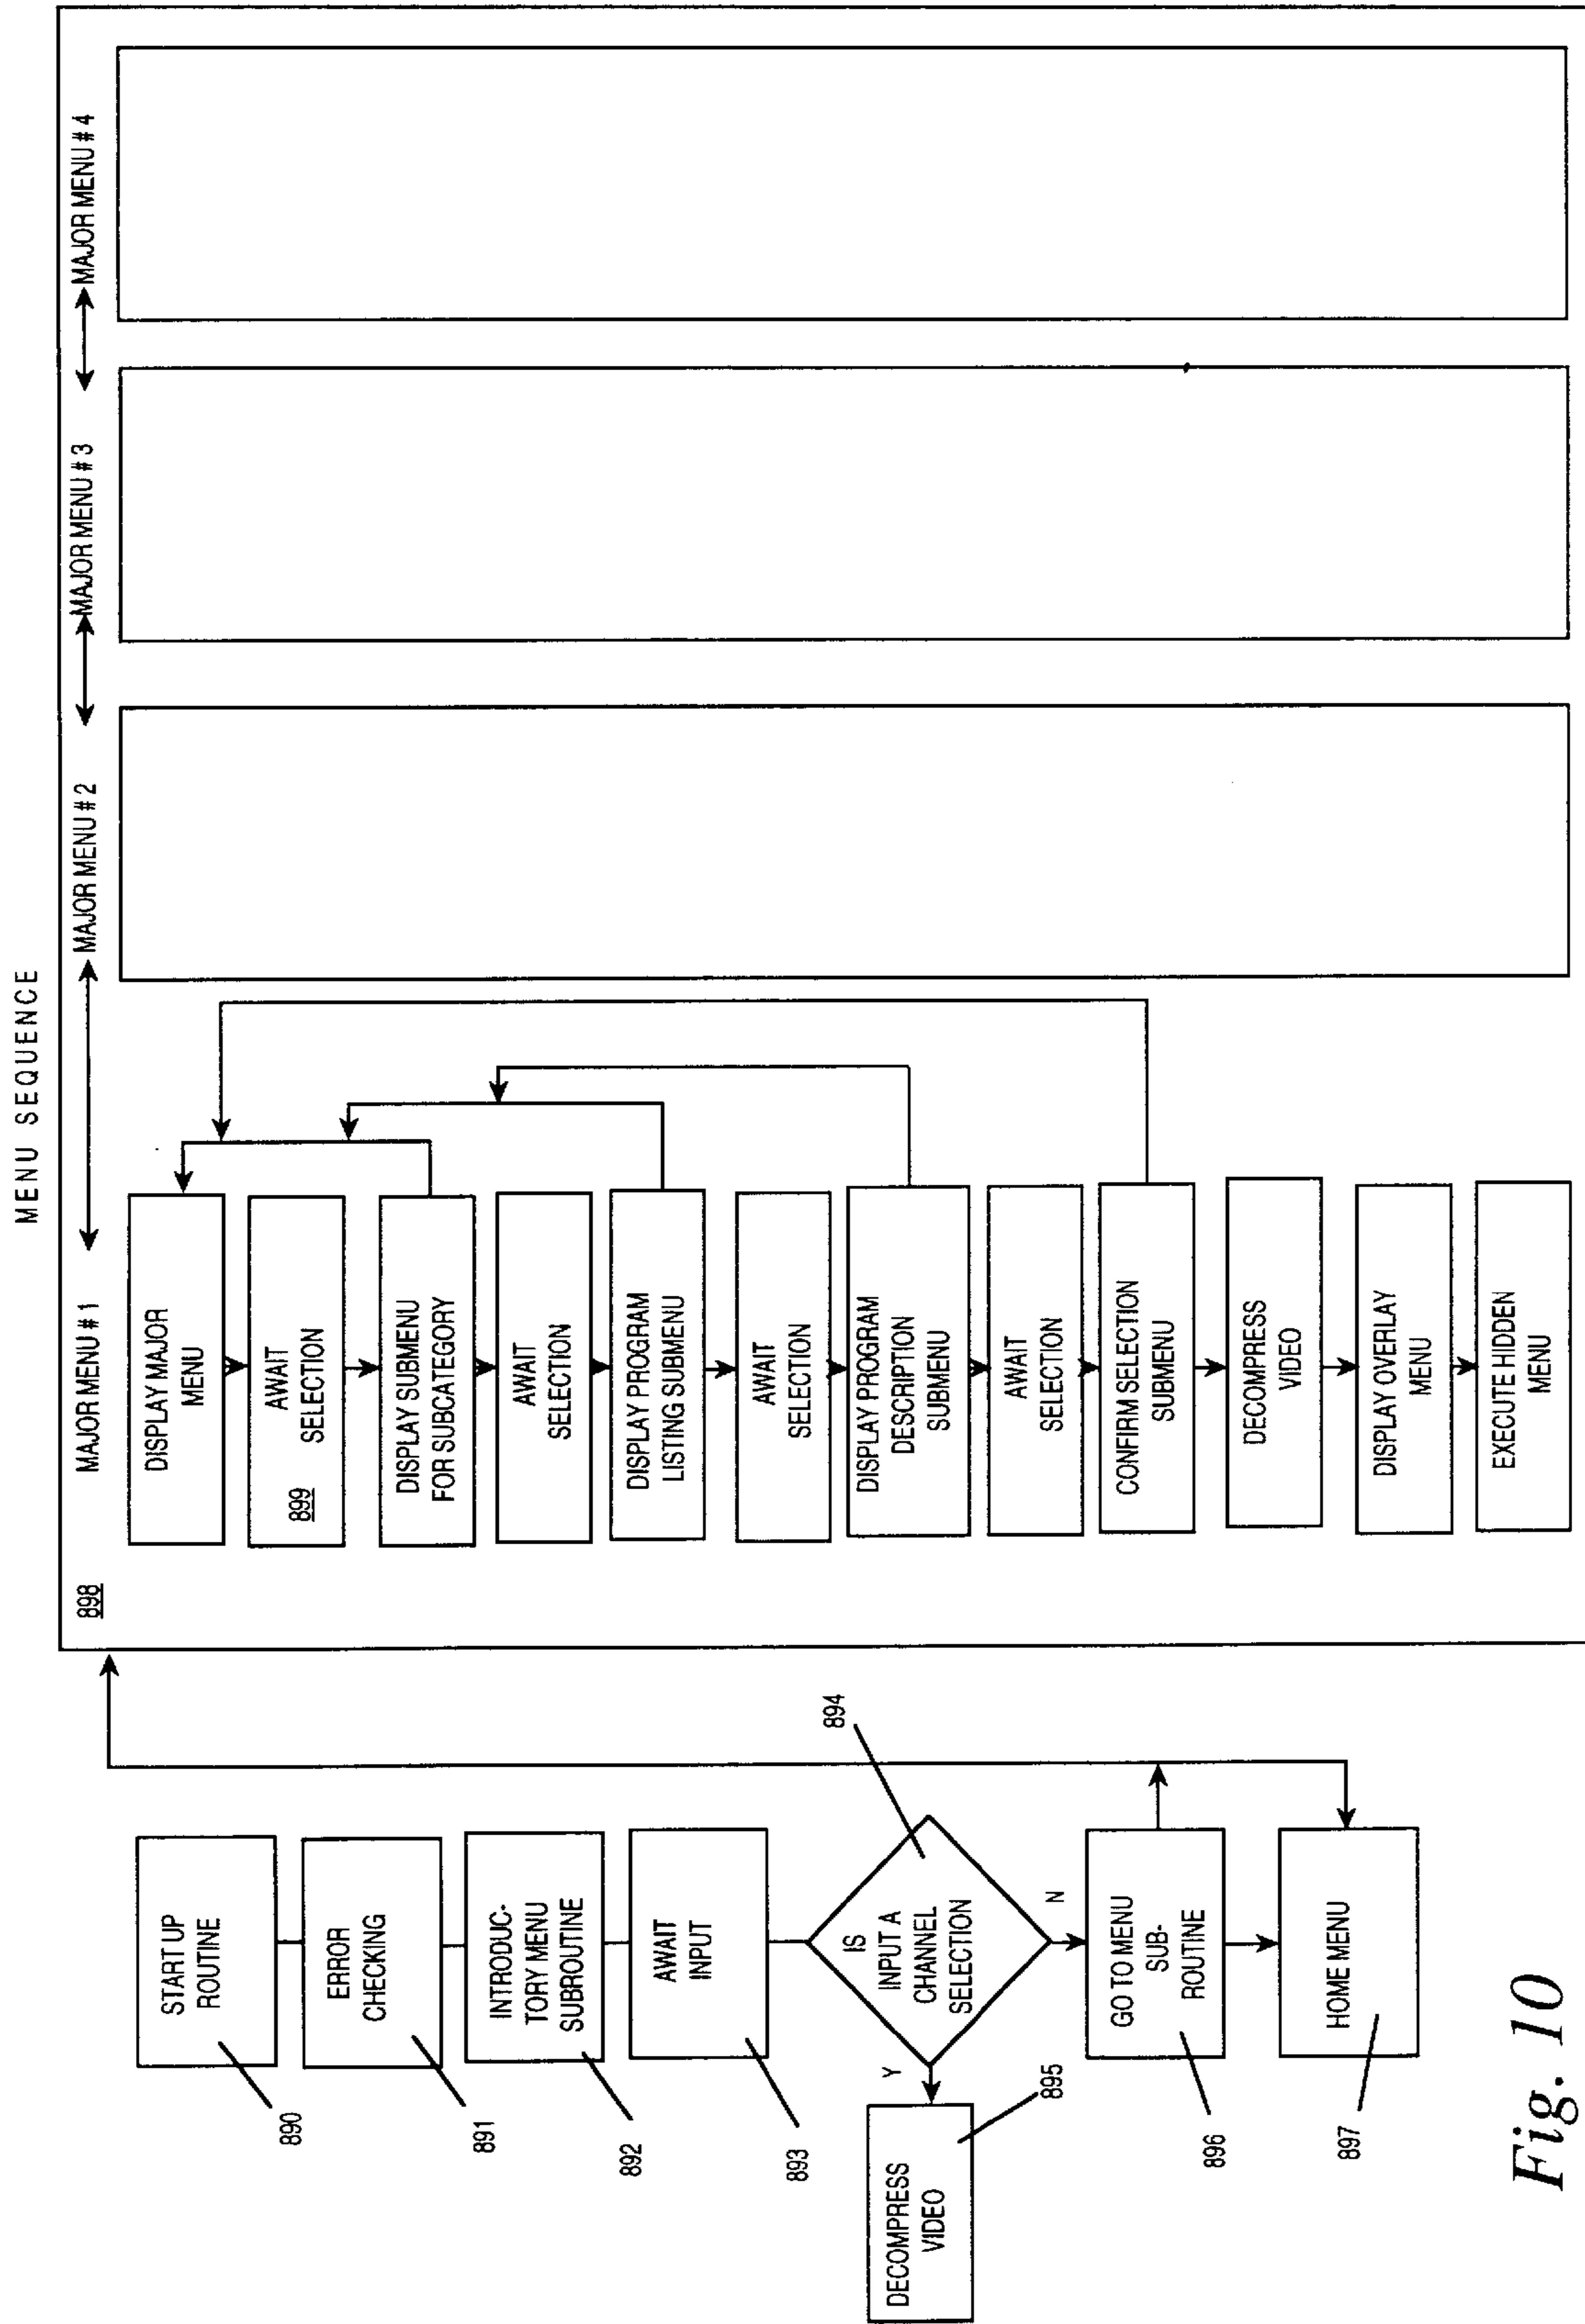 MENU SEQUENCE
START UP
ROUTINE
890
ERROR
CHECKING
891
INTRODUC-
TORY MENU
SUBROUTINE
892
AWAIT
INPUT
893
IS
INPUT A
CHANNEL
SELECTION
894
Y
N
DECOMPRESS
VIDEO
895
GO TO MENU
SUB-
ROUTINE
896
HOME MENU
897
898
MAJOR MENU # 1
MAJOR MENU # 2
MAJOR MENU # 3
MAJOR MENU # 4
DISPLAY MAJOR
MENU
AWAIT
SELECTION
899
DISPLAY SUBMENU
FOR SUBCATEGORY
AWAIT
SELECTION
DISPLAY PROGRAM
LISTING SUBMENU
AWAIT
SELECTION
DISPLAY PROGRAM
DESCRIPTION
SUBMENU
AWAIT
SELECTION
CONFIRM SELECTION
SUBMENU
DECOMPRESS
VIDEO
DISPLAY OVERLAY
MENU
EXECUTE HIDDEN
MENU
Fig. 10